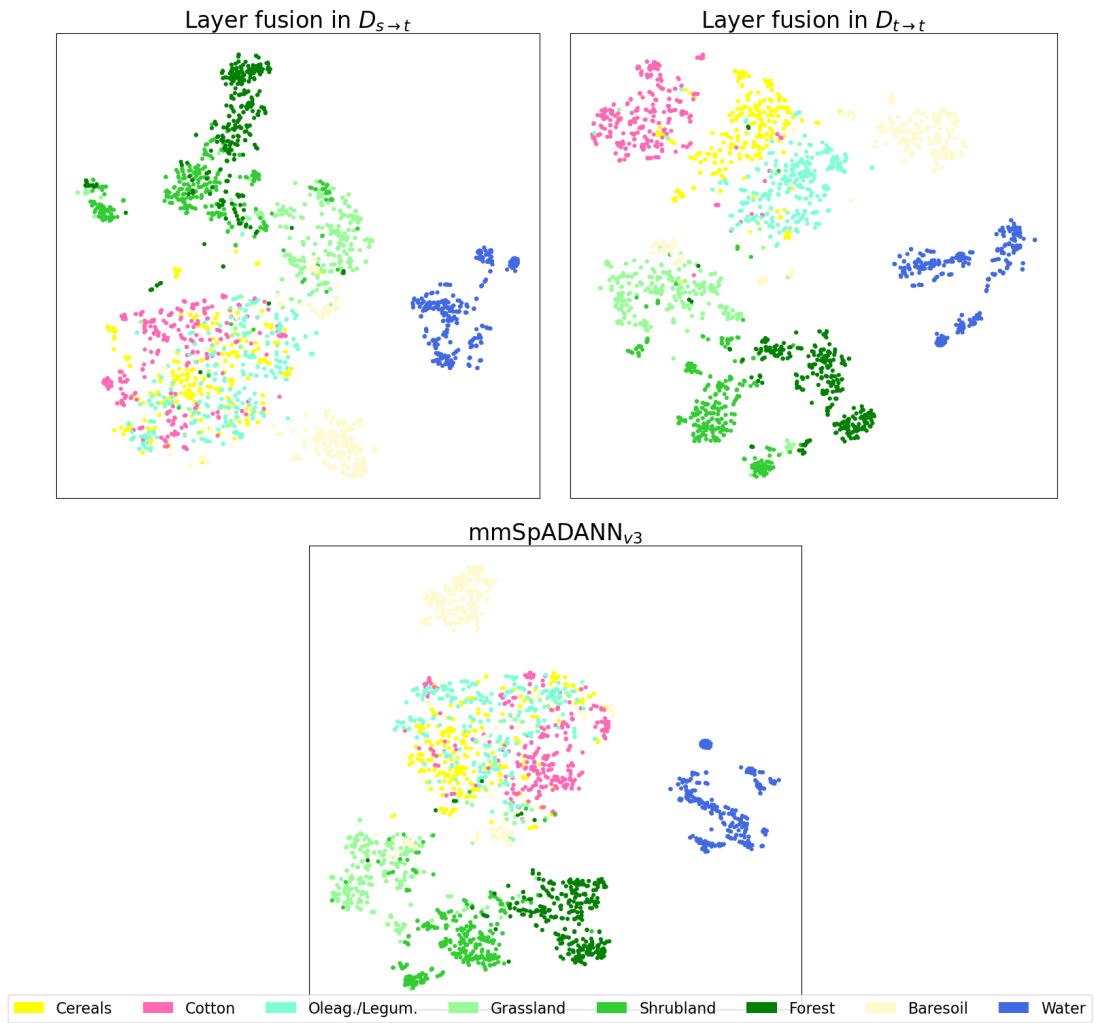 Layer fusion in D_{s→t}
Layer fusion in D_{t→t}
mmSpADANN_{v3}
Cereals Cotton Oleag./Legum. Grassland Shrubland Forest Baresoil Water